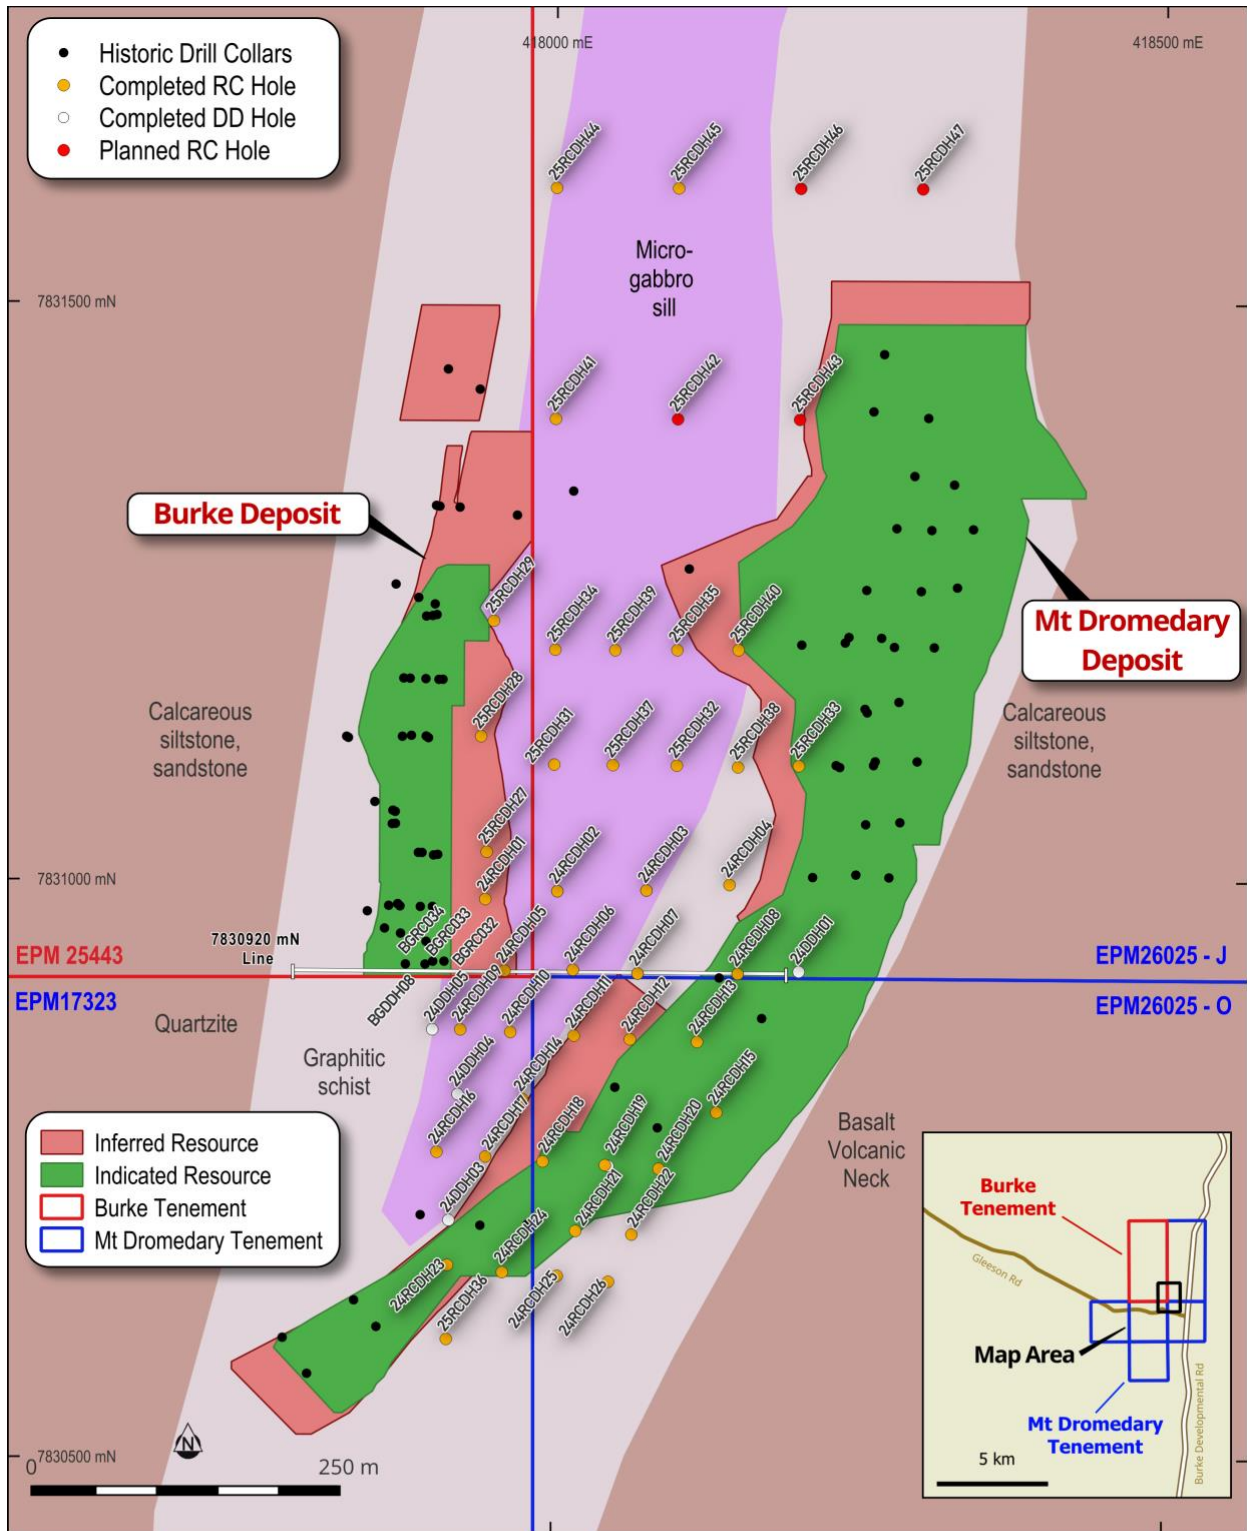 Historic Drill Collars
Completed RC Hole
Completed DD Hole
Planned RC Hole
418000 mE
418500 mE
25RCDH44
25RCDH45
25RCDH46
25RCDH47
Micro-
gabbro
sill
7831500 mN
25RCDH41
25RCDH42
25RCDH43
Burke Deposit
Mt Dromedary
Deposit
25RCDH29
25RCDH34
25RCDH39
25RCDH35
25RCDH40
Calcareous
siltstone,
sandstone
Calcareous
siltstone,
sandstone
25RCDH28
25RCDH31
25RCDH37
25RCDH32
25RCDH38
25RCDH33
25RCDH27
24RCDH01
24RCDH02
24RCDH03
24RCDH04
7831000 mN
BGRC034
BGRC033
BGRC032
24RCDH05
24RCDH06
24RCDH07
24RCDH08
24DDH01
7830920 mN
Line
EPM 25443
EPM17323
EPM26025 - J
EPM26025 - O
BGDDH08
24DDH05
24RCDH09
24RCDH10
24RCDH11
24RCDH12
24RCDH13
Quartzite
Graphitic
schist
24DDH04
24RCDH14
24RCDH15
24RCDH16
24RCDH17
24RCDH18
24RCDH19
24RCDH20
Basalt
Volcanic
Neck
24DDH03
24RCDH21
24RCDH22
24RCDH23
24RCDH24
25RCDH36
24RCDH25
24RCDH26
Inferred Resource
Indicated Resource
Burke Tenement
Mt Dromedary Tenement
Burke
Tenement
Gleeson Rd
Map Area
Mt Dromedary
Tenement
Burke Developmental Rd
5 km
N
7830500 mN
0
250 m